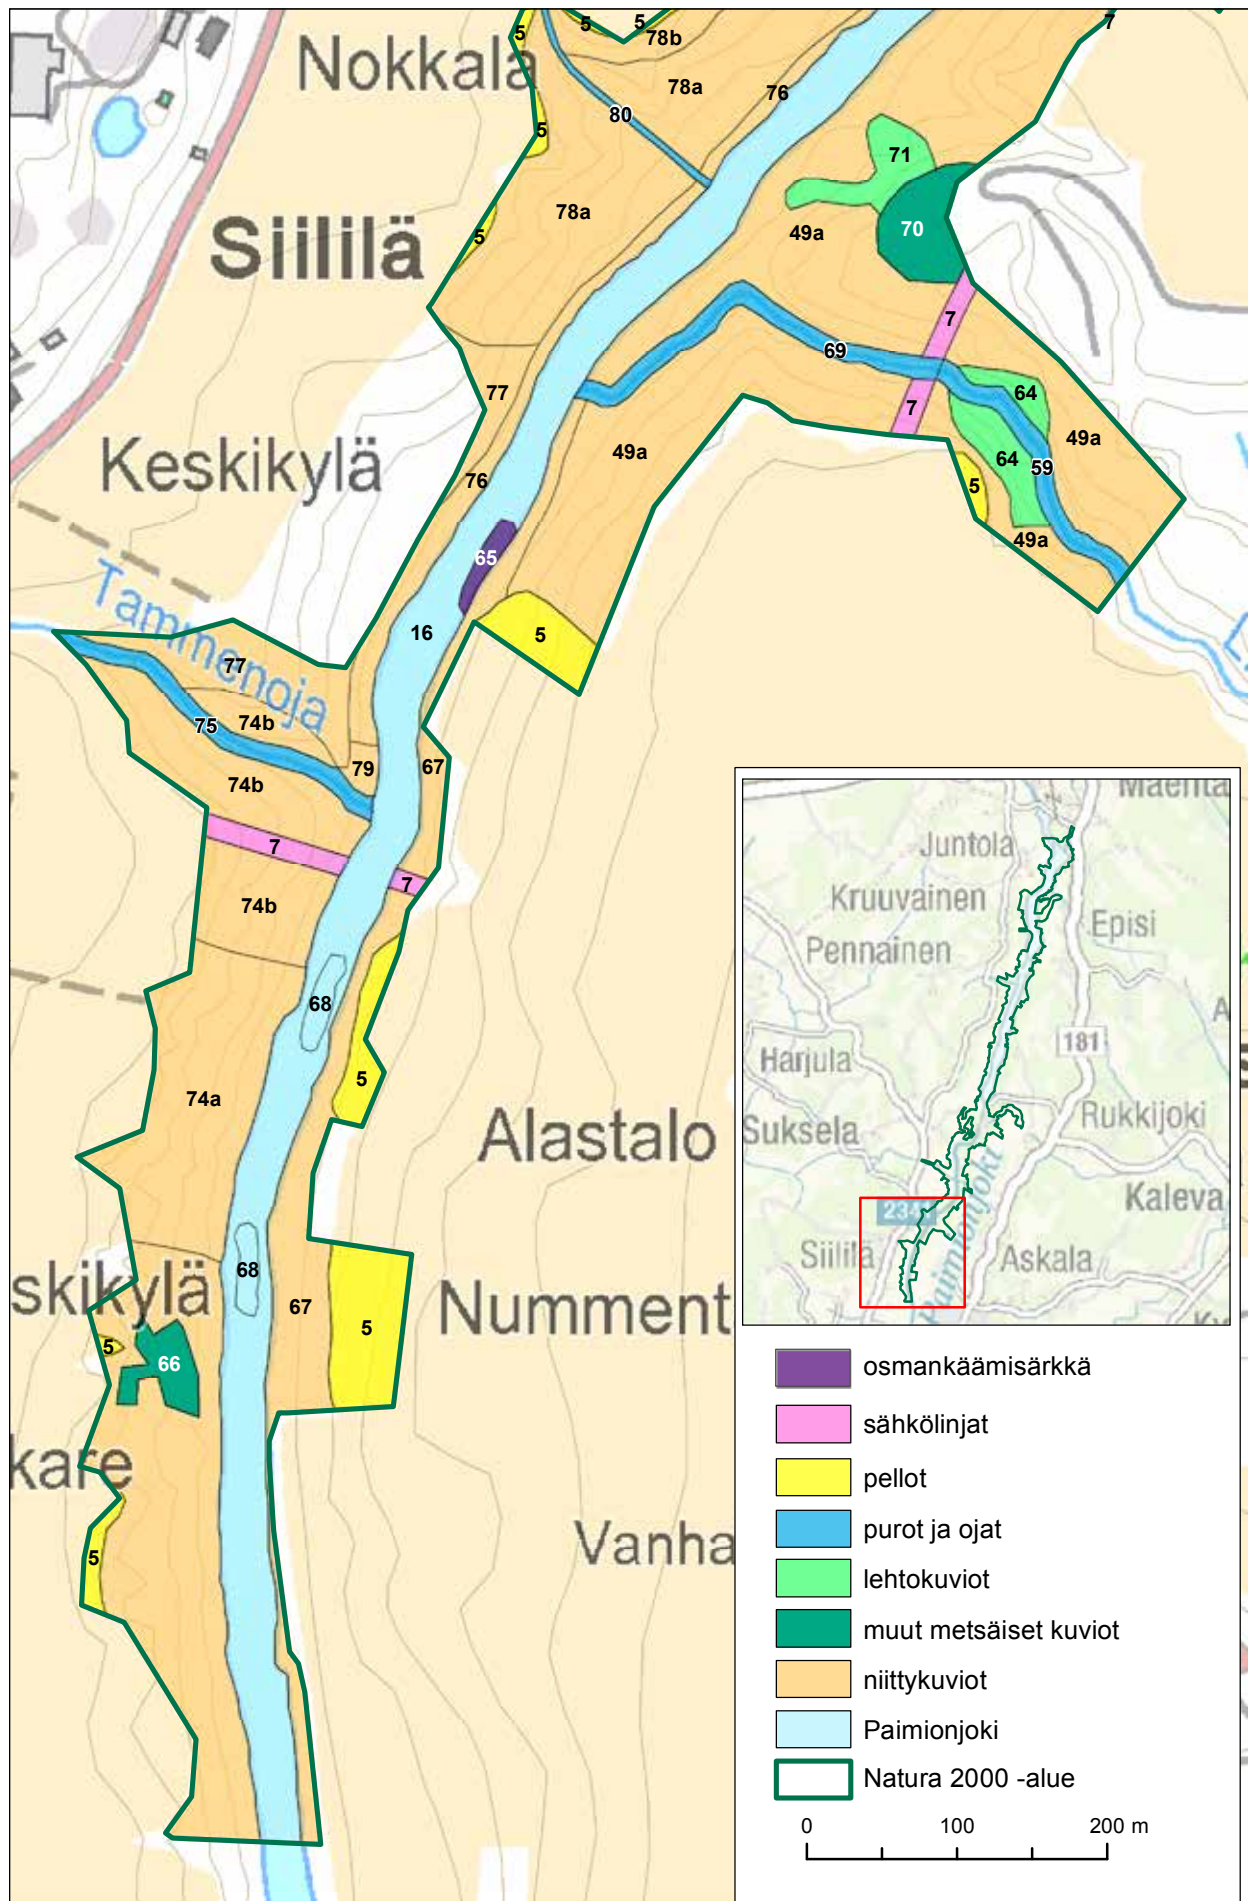 5
5
5
78b
7
Nokkala
78a
76
80
5
71
78a
Siililä
5
49a
70
7
69
77
64
7
Keskikylä
49a
49a
76
64
59
5
65
49a
Tammenoja
16
5
77
74b
75
79
67
74b
7
7
74b
68
5
74a
Alastalo
68
skikylä
67
Numment
5
5
66
kare
Vanha
5
Juntola
Kruuvainen
Episi
Pennainen
181
Harjula
Suksela
Rukkijoki
Kaleva
234
Siililä
Askala
Paimionjoki
osmankäämisärkkä
sähkölinjat
pellot
purot ja ojat
lehtokuviot
muut metsäiset kuviot
niittykuviot
Paimionjoki
Natura 2000 -alue
0 100 200 m